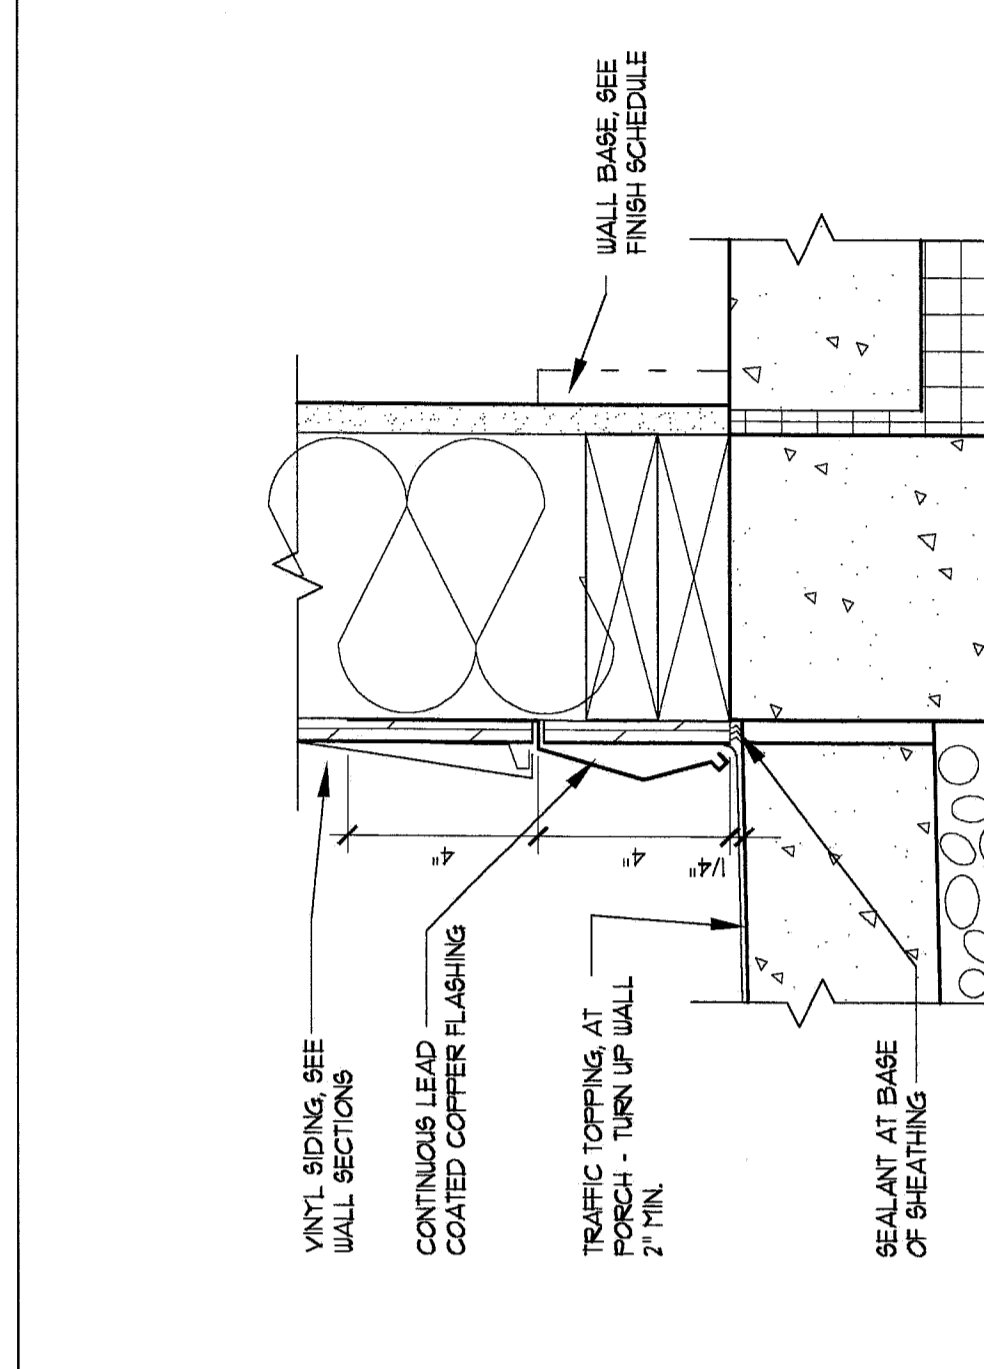 WALL BASE, SEE
FINISH SCHEDULE
VINYL SIDING, SEE
WALL SECTIONS
CONTINUOUS LEAD
COATED COPPER FLASHING
TRAFFIC TOPPING, AT
PORCH - TURN UP WALL
2" MIN.
SEALANT AT BASE
OF SHEATHING
4"
4"
1/4"